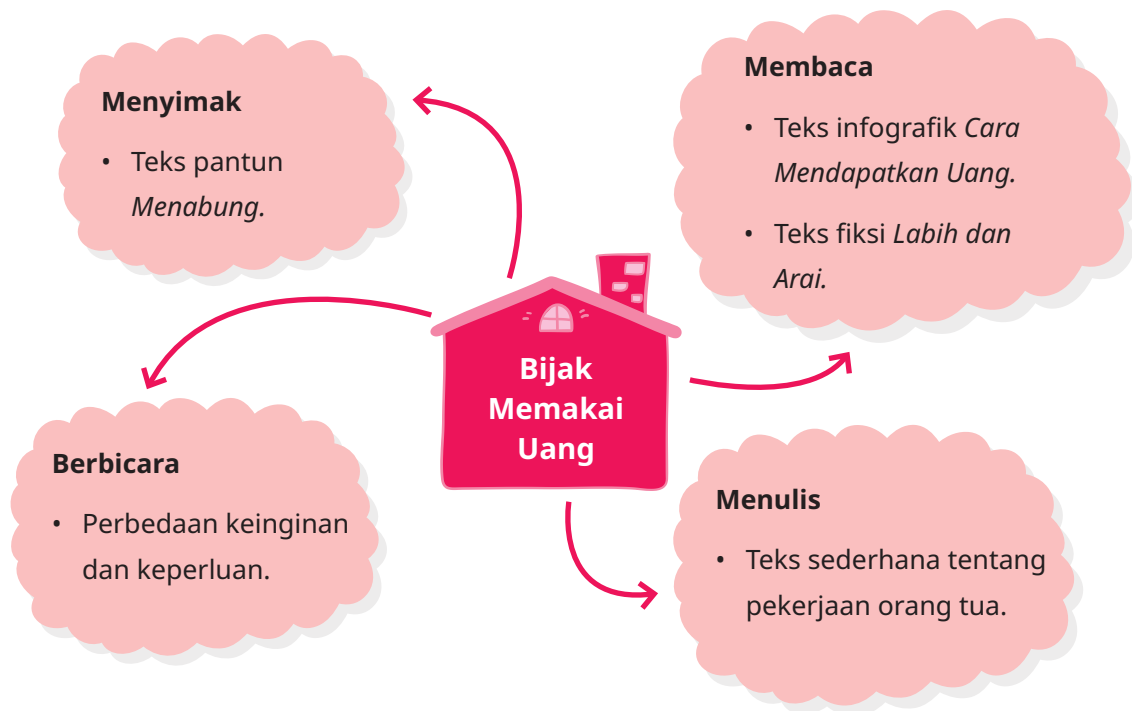 Menyimak
• Teks pantun
Menabung.
Membaca
• Teks infografik Cara
Mendapatkan Uang.
• Teks fiksi Labih dan
Arai.
Bijak
Memakai
Uang
Berbicara
• Perbedaan keinginan
dan keperluan.
Menulis
• Teks sederhana tentang
pekerjaan orang tua.